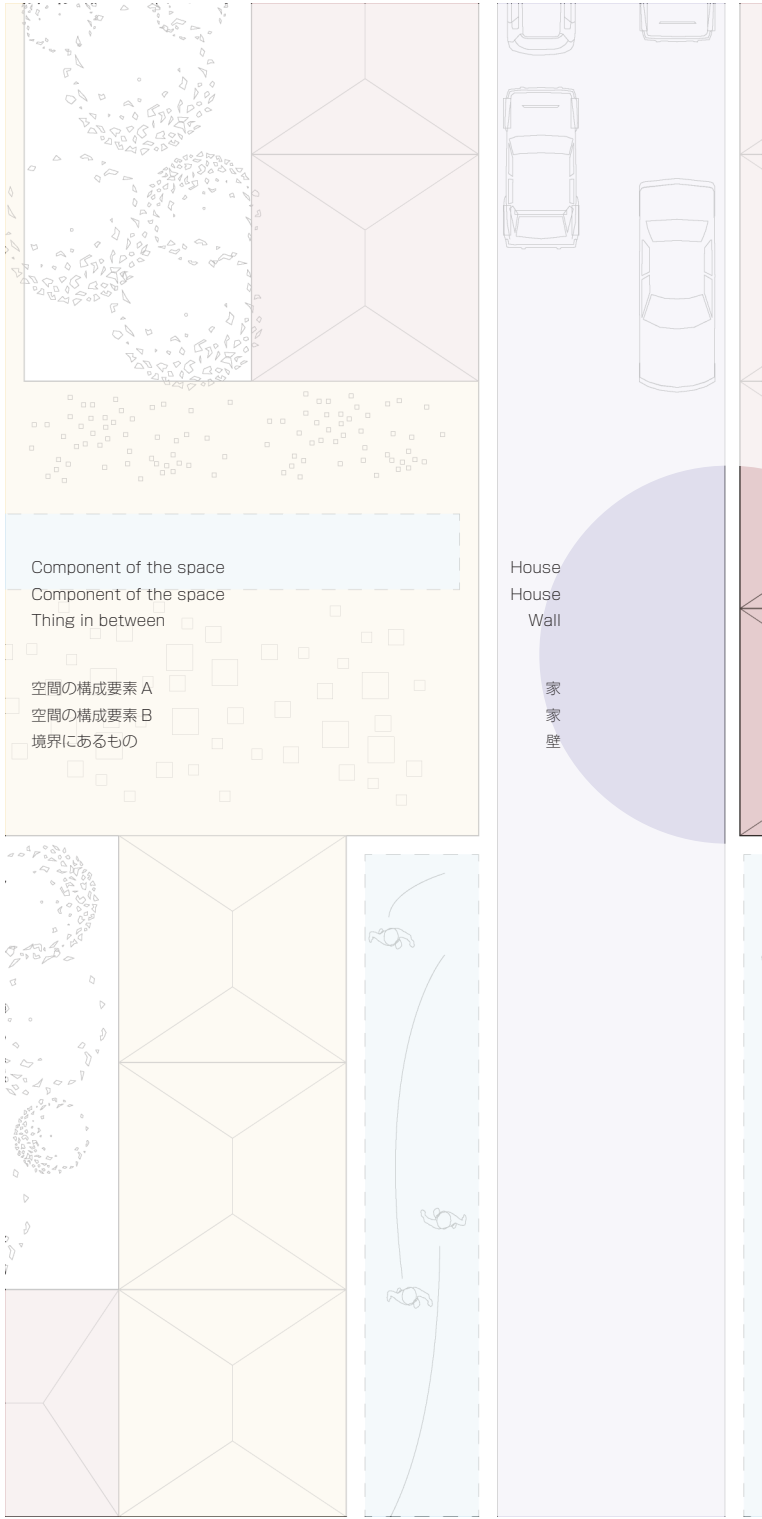 Component of the space House
Component of the space House
Thing in between Wall
空間の構成要素 A 家
空間の構成要素 B 家
境界にあるもの 壁